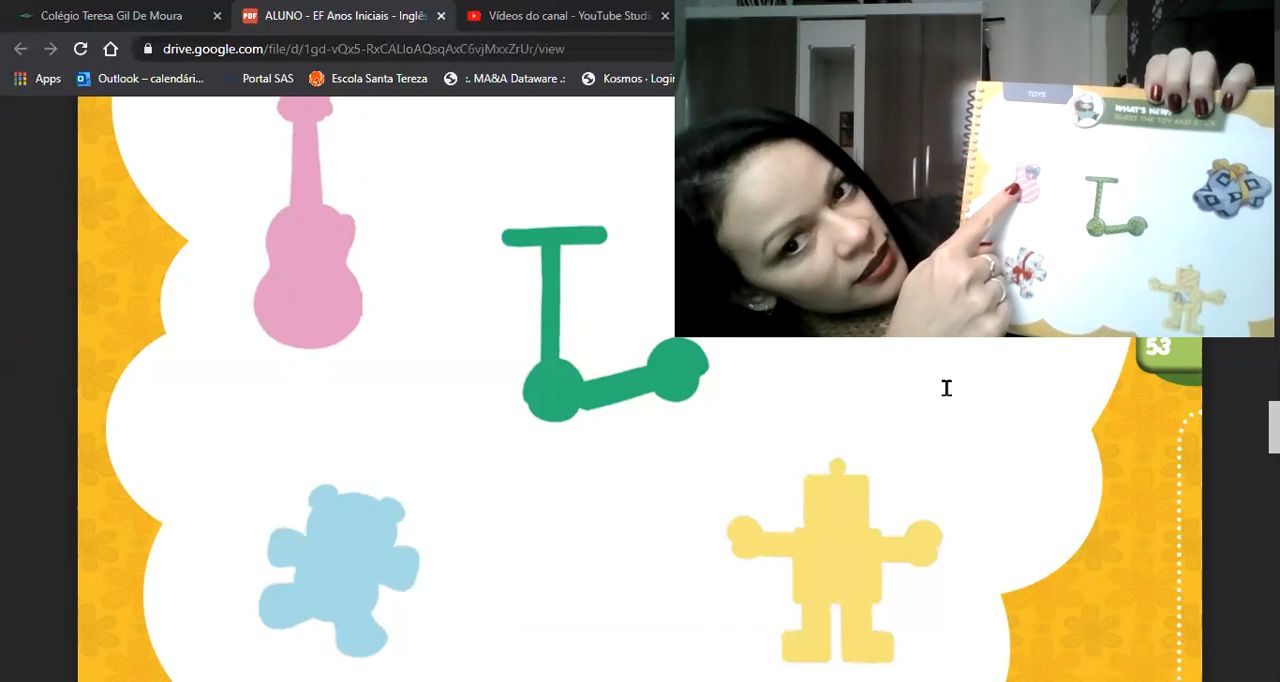 Colégio Teresa Gil De Moura
PDF ALUNO - EF Anos Iniciais - Inglês
Vídeos do canal - YouTube Studi
drive.google.com/file/d/1gd-vQx5-RxCALIoAQsqAxC6vjMxxZrUr/view
Apps
Outlook – calendári...
Portal SAS
Escola Santa Tereza
:. MA&A Dataware .:
Kosmos · Login
TOYS
WHAT'S NEW?
GUESS THE TOY AND STICK
53